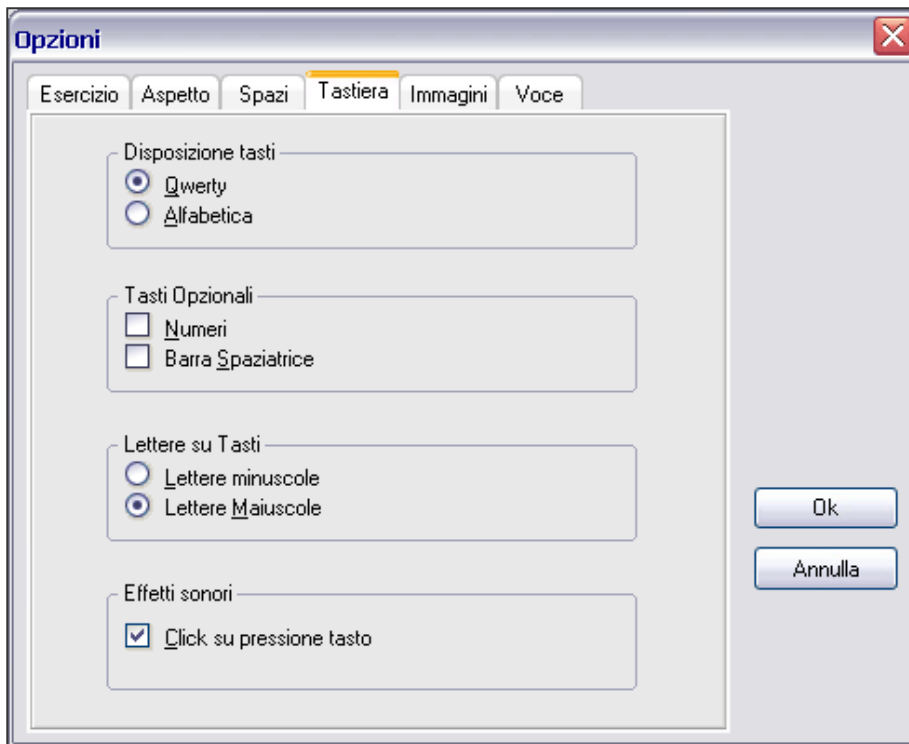 Opzioni
Esercizio Aspetto Spazi Tastiera Immagini Voce
Disposizione tasti
Qwerty
Alfabetica
Tasti Opzionali
Numeri
Barra Spaziatrice
Lettere su Tasti
Lettere minuscole
Lettere Maiuscole
Effetti sonori
Click su pressione tasto
Ok
Annulla